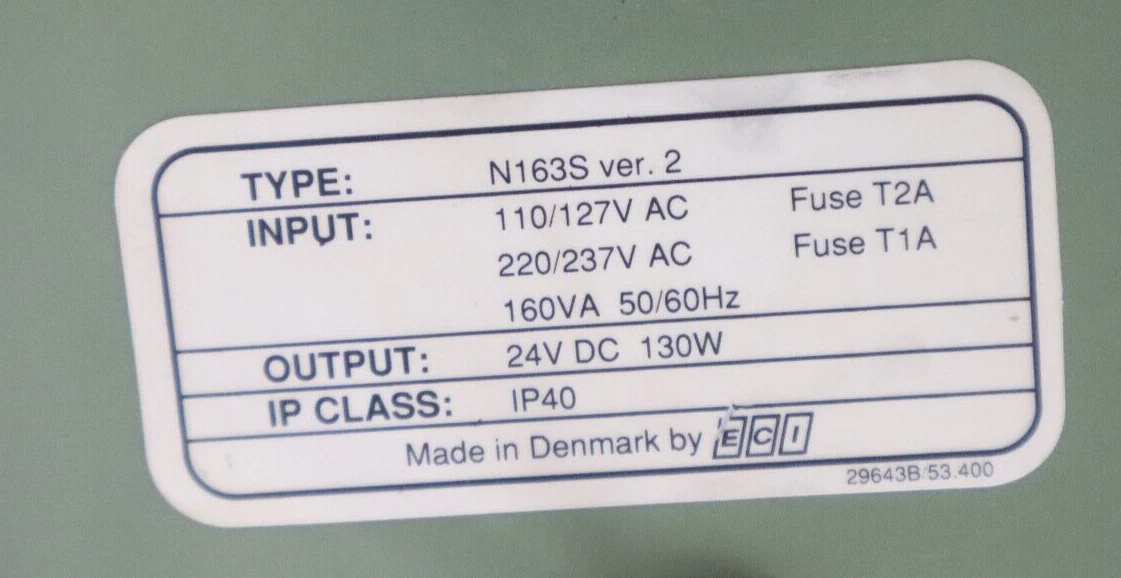 TYPE: N163S ver. 2
INPUT: 110/127V AC Fuse T2A
220/237V AC Fuse T1A
160VA 50/60Hz
OUTPUT: 24V DC 130W
IP CLASS: IP40
Made in Denmark by ECI
29643B/53.400